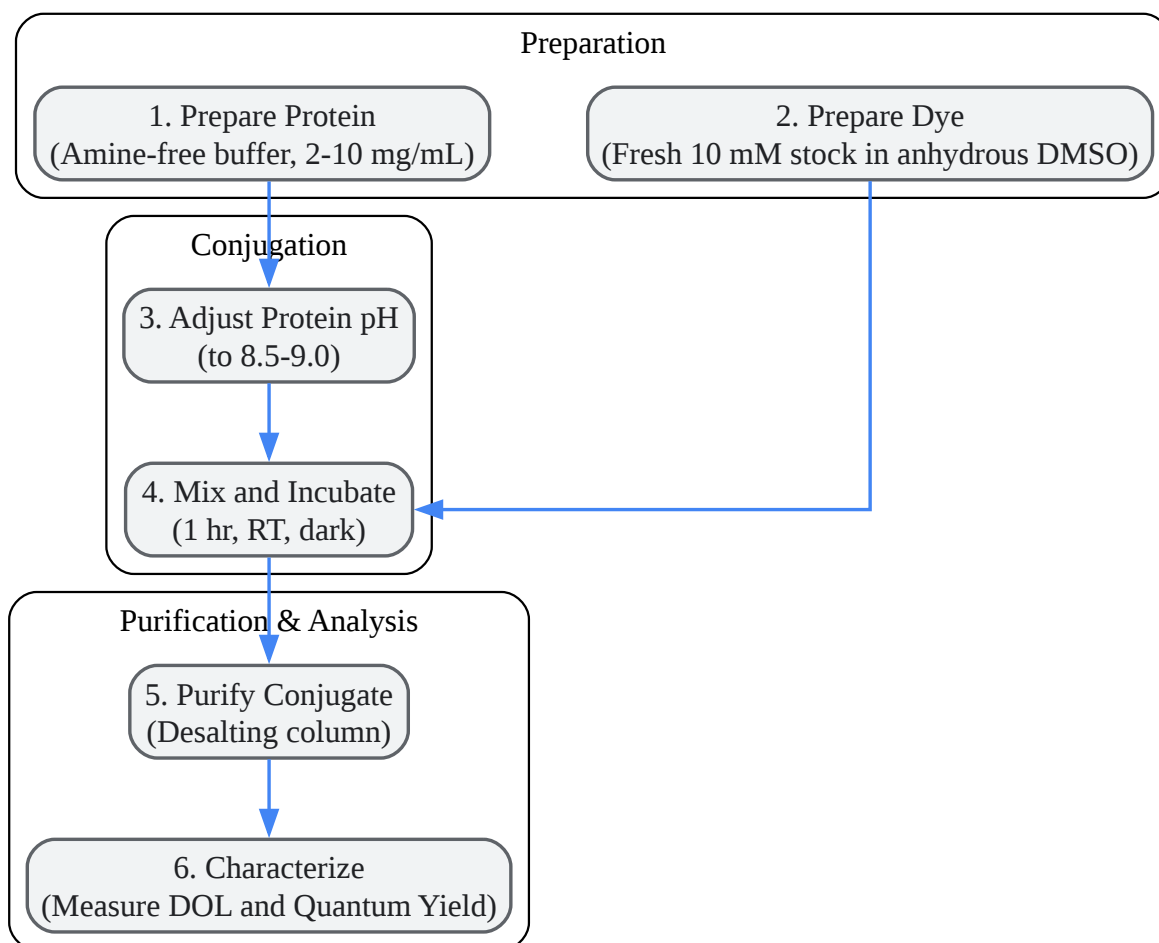 Preparation
1. Prepare Protein
(Amine-free buffer, 2-10 mg/mL)
2. Prepare Dye
(Fresh 10 mM stock in anhydrous DMSO)
Conjugation
3. Adjust Protein pH
(to 8.5-9.0)
4. Mix and Incubate
(1 hr, RT, dark)
Purification & Analysis
5. Purify Conjugate
(Desalting column)
6. Characterize
(Measure DOL and Quantum Yield)